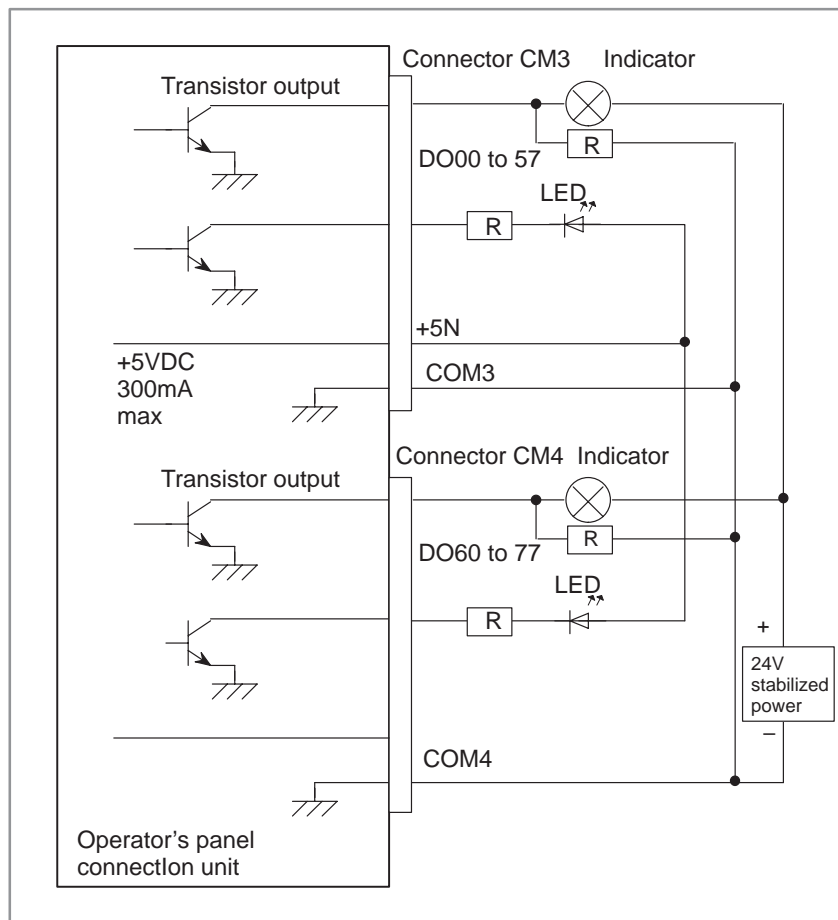 Connector CM3 Indicator
Transistor output
R
DO00 to 57
LED
R
+5N
+5VDC
300mA
max
COM3
Connector CM4 Indicator
Transistor output
R
DO60 to 77
LED
R
+
24V
stabilized
power
–
COM4
Operator's panel
connection unit